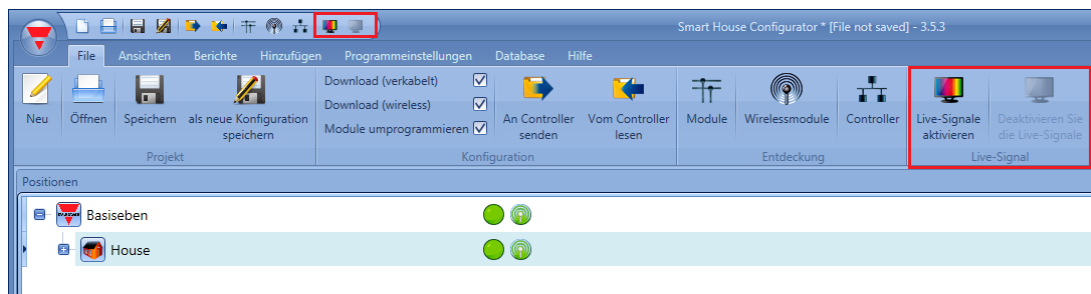 Smart House Configurator * [File not saved] - 3.5.3
File Ansichten Berichte Hinzufügen Programmeinstellungen Database Hilfe
Neu
Öffnen
Speichern
als neue Konfiguration
speichern
Projekt
Download (verkabelt)
Download (wireless)
Module umprogrammieren
An Controller
senden
Vom Controller
lesen
Konfiguration
Module
Wirelessmodule
Controller
Entdeckung
Live-Signale
aktivieren
Deaktivieren Sie
die Live-Signale
Live-Signal
Positionen
Basiseben
House